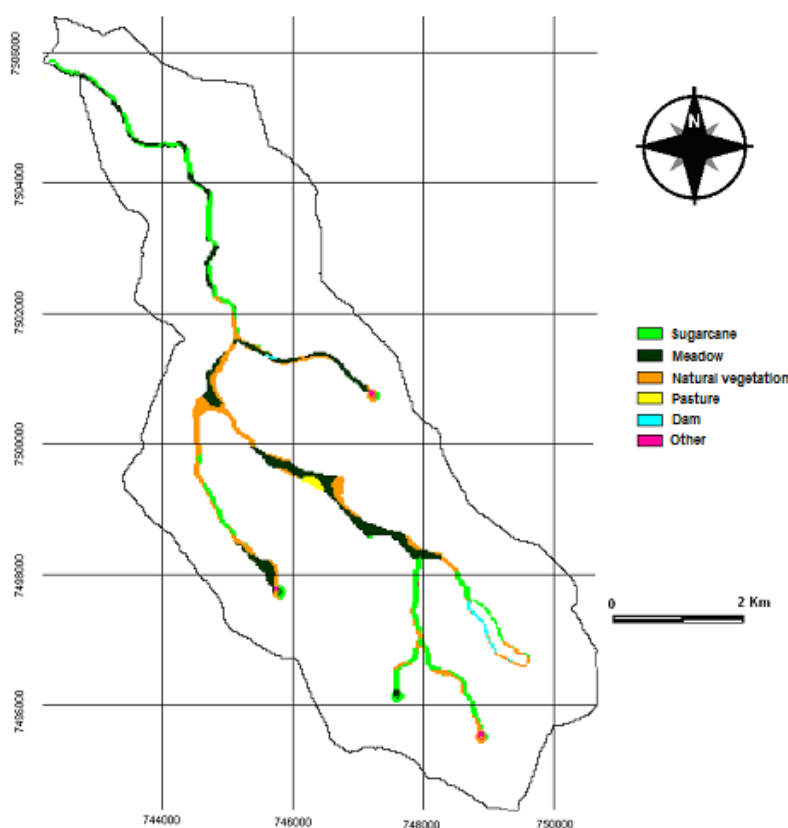 N
7506000
7504000
7502000
7500000
7498000
7496000
Sugarcane
Meadow
Natural vegetation
Pasture
Dam
Other
0 2 Km
744000 746000 748000 750000